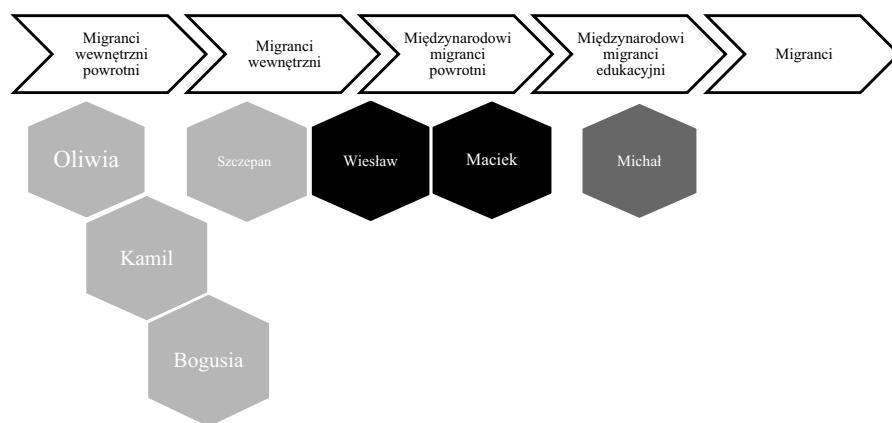 Migranci
wewnętrzni
powrotni
Migranci
wewnętrzni
Międzynarodowi
migranci
powrotni
Międzynarodowi
migranci
edukacyjni
Migranci
Oliwia
Szczepan
Wiesław
Maciek
Michał
Kamil
Bogusia